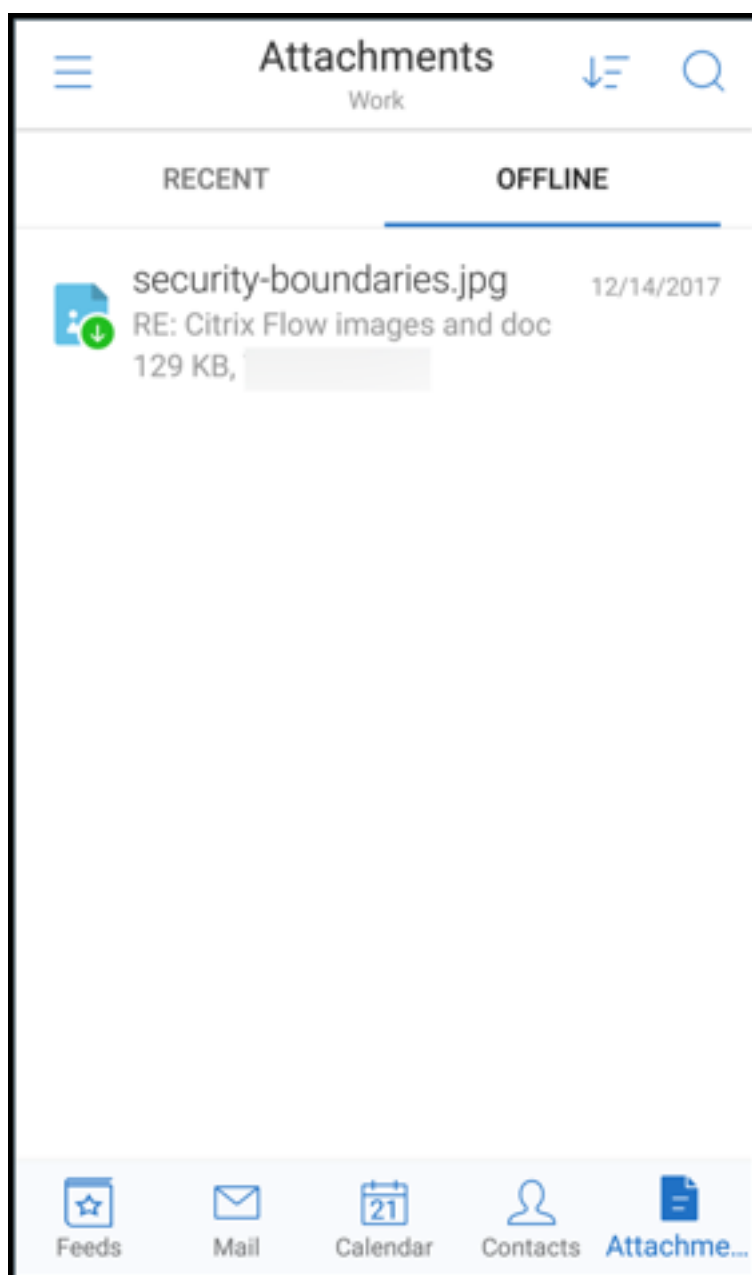 Attachments
Work
RECENT OFFLINE
security-boundaries.jpg 12/14/2017
RE: Citrix Flow images and doc
129 KB,
21
Feeds Mail Calendar Contacts Attachme...